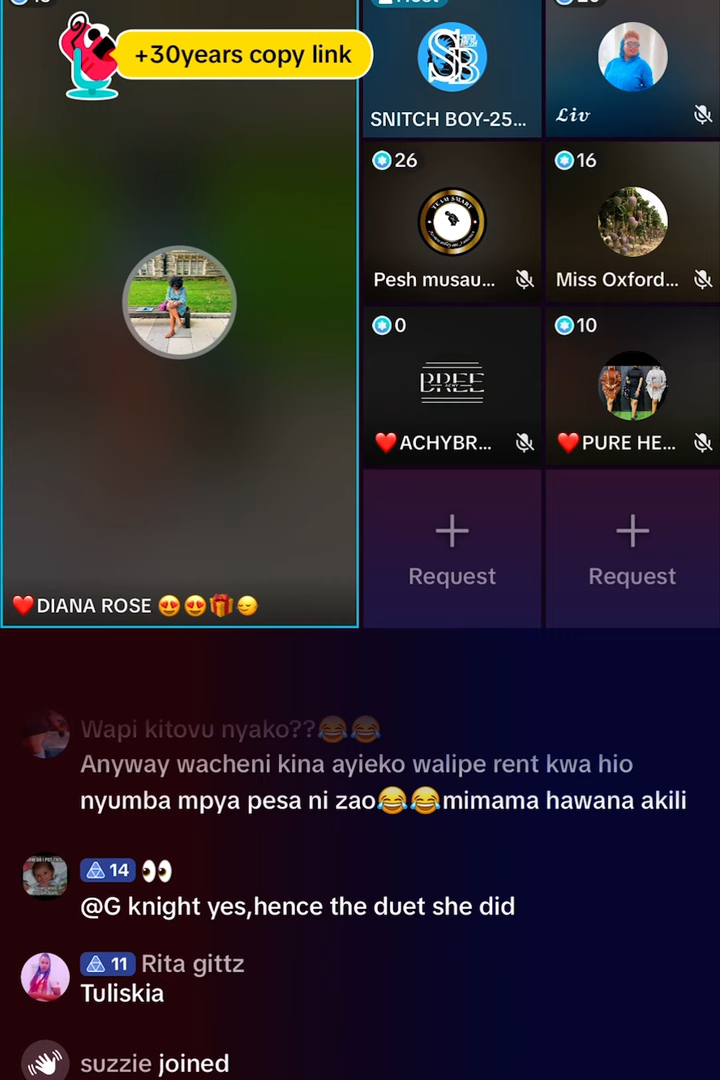 +30years copy link
SNITCH BOY-25...
𝓛𝓲𝓿
26
Pesh musau...
16
Miss Oxford...
0
BREE
❤️ACHYBR...
10
❤️PURE HE...
Request
Request
❤️DIANA ROSE 😍😍🎁😔
Wapi kitovu nyako??😂😂
Anyway wacheni kina ayieko walipe rent kwa hio
nyumba mpya pesa ni zao😂😂mimama hawana akili
14 👀
@G knight yes,hence the duet she did
11 Rita gittz
Tuliskia
suzzie joined